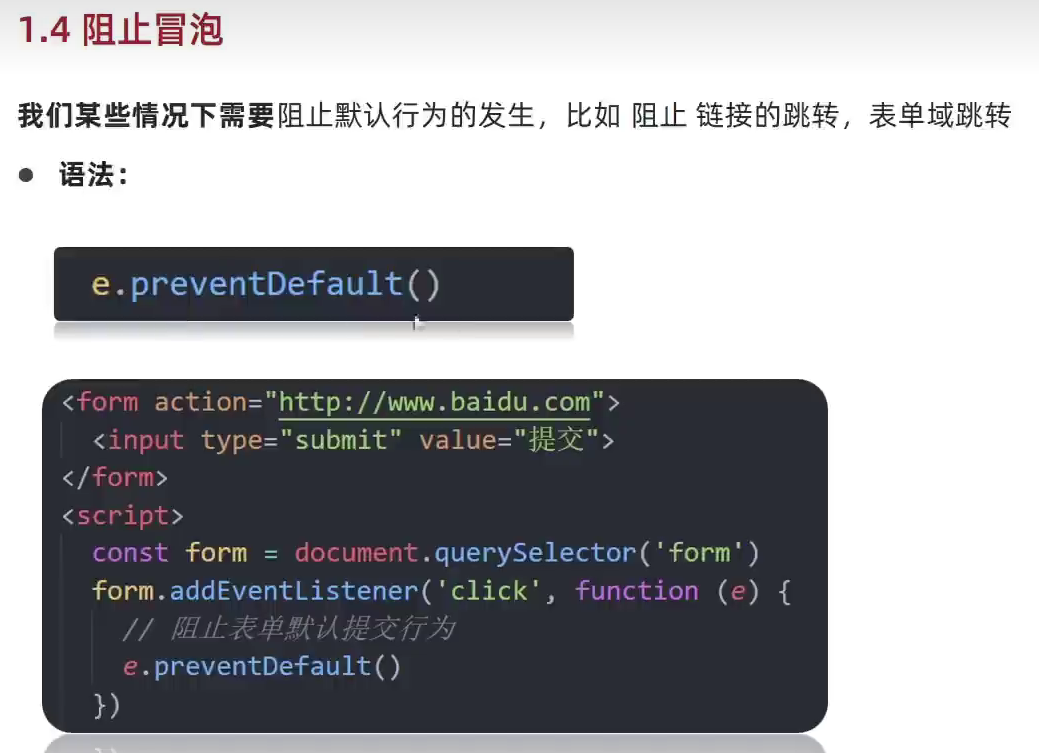 1.4 阻止冒泡
我们某些情况下需要阻止默认行为的发生，比如 阻止 链接的跳转，表单域跳转
● 语法：
e.preventDefault()
<form action="http://www.baidu.com">
<input type="submit" value="提交">
</form>
<script>
const form = document.querySelector('form')
form.addEventListener('click', function (e) {
// 阻止表单默认提交行为
e.preventDefault()
})